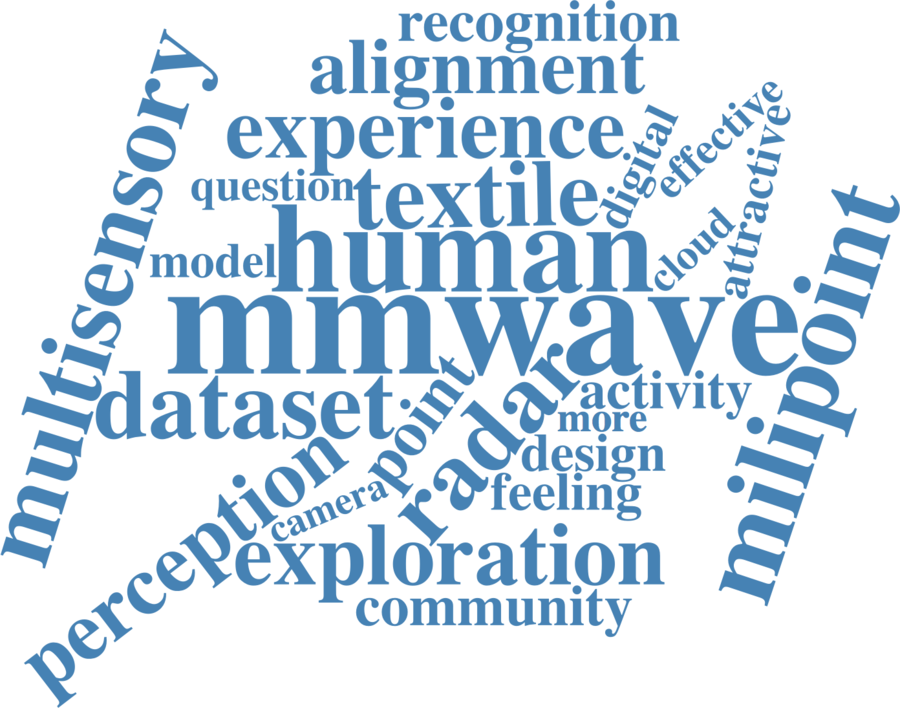 recognition
alignment
multisensory
experience
digital
effective
attractive
question
textile
cloud
milipoint
model
human
mmwave
dataset
point
radar
activity
more
design
perception
camera
feeling
exploration
community